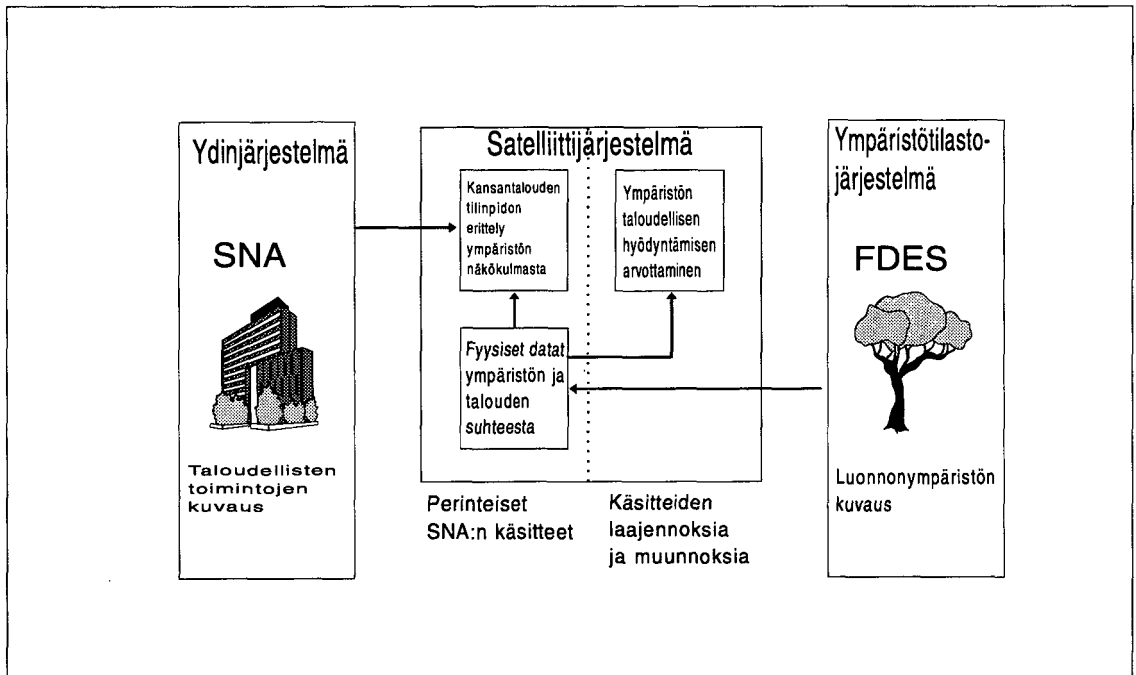 Ydinjärjestelmä
SNA
Taloudellisten
toimintojen
kuvaus
Satelliittijärjestelmä
Kansantalouden
tilinpidon
erittely
ympäristön
näkökulmasta
Ympäristön
taloudellisen
hyödyntämisen
arvottaminen
Fyysiset datat
ympäristön ja
talouden
suhteesta
Perinteiset
SNA:n käsitteet
Käsitteiden
laajennoksia
ja muunnoksia
Ympäristötilasto-
järjestelmä
FDES
Luonnonympäristön
kuvaus